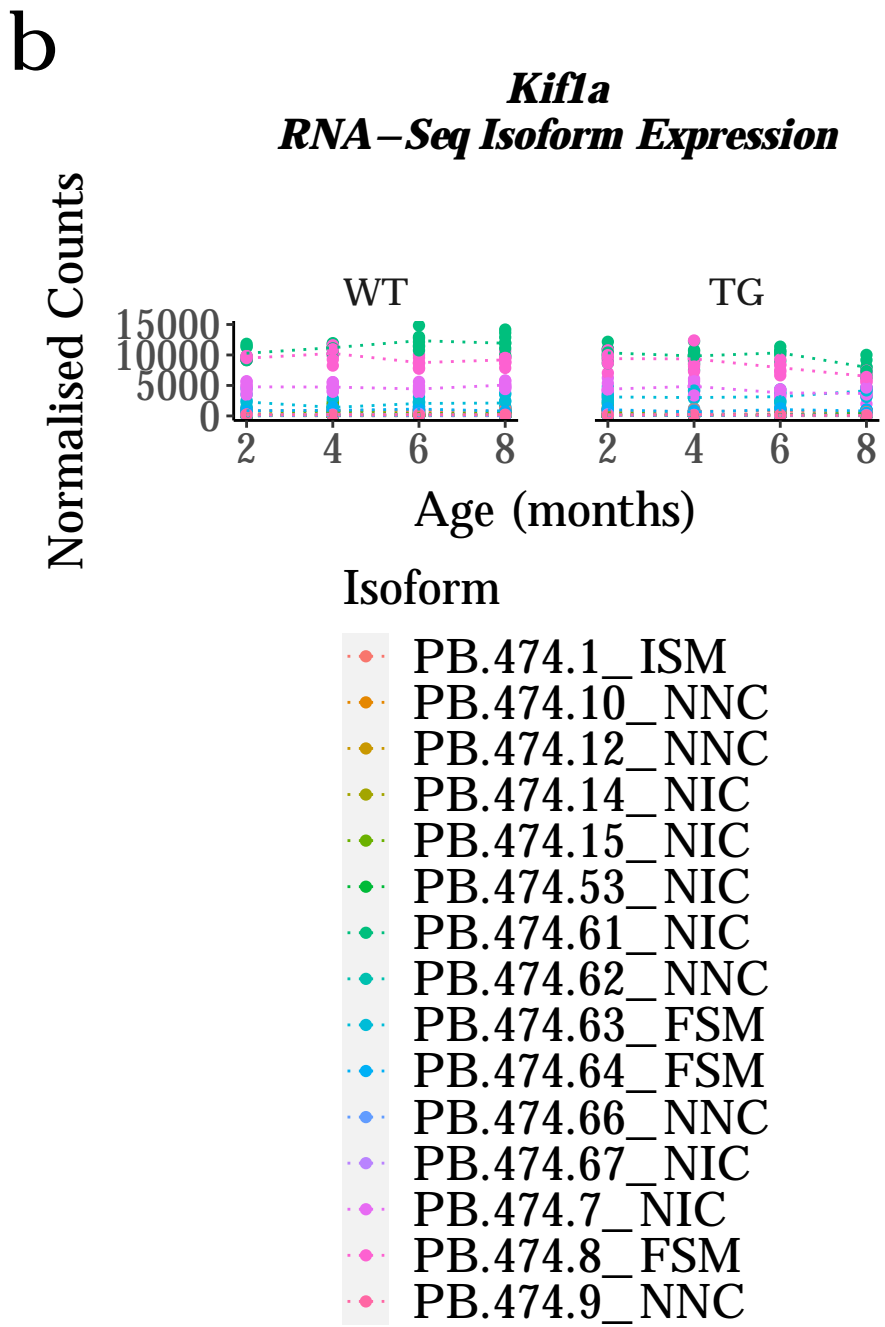 b
Kif1a
RNA–Seq Isoform Expression
Normalised Counts
WT
TG
15000
10000
5000
0
2 4 6 8
2 4 6 8
Age (months)
Isoform
PB.474.1_ISM
PB.474.10_NNC
PB.474.12_NNC
PB.474.14_NIC
PB.474.15_NIC
PB.474.53_NIC
PB.474.61_NIC
PB.474.62_NNC
PB.474.63_FSM
PB.474.64_FSM
PB.474.66_NNC
PB.474.67_NIC
PB.474.7_NIC
PB.474.8_FSM
PB.474.9_NNC